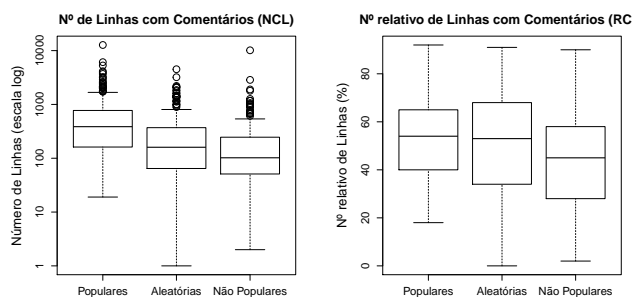 Nº de Linhas com Comentários (NCL)
Número de Linhas (escala log)
10000
1000
100
10
1
Populares Aleatórias Não Populares
Nº relativo de Linhas com Comentários (RC
Nº relativo de Linhas (%)
80
60
40
20
0
Populares Aleatórias Não Populares